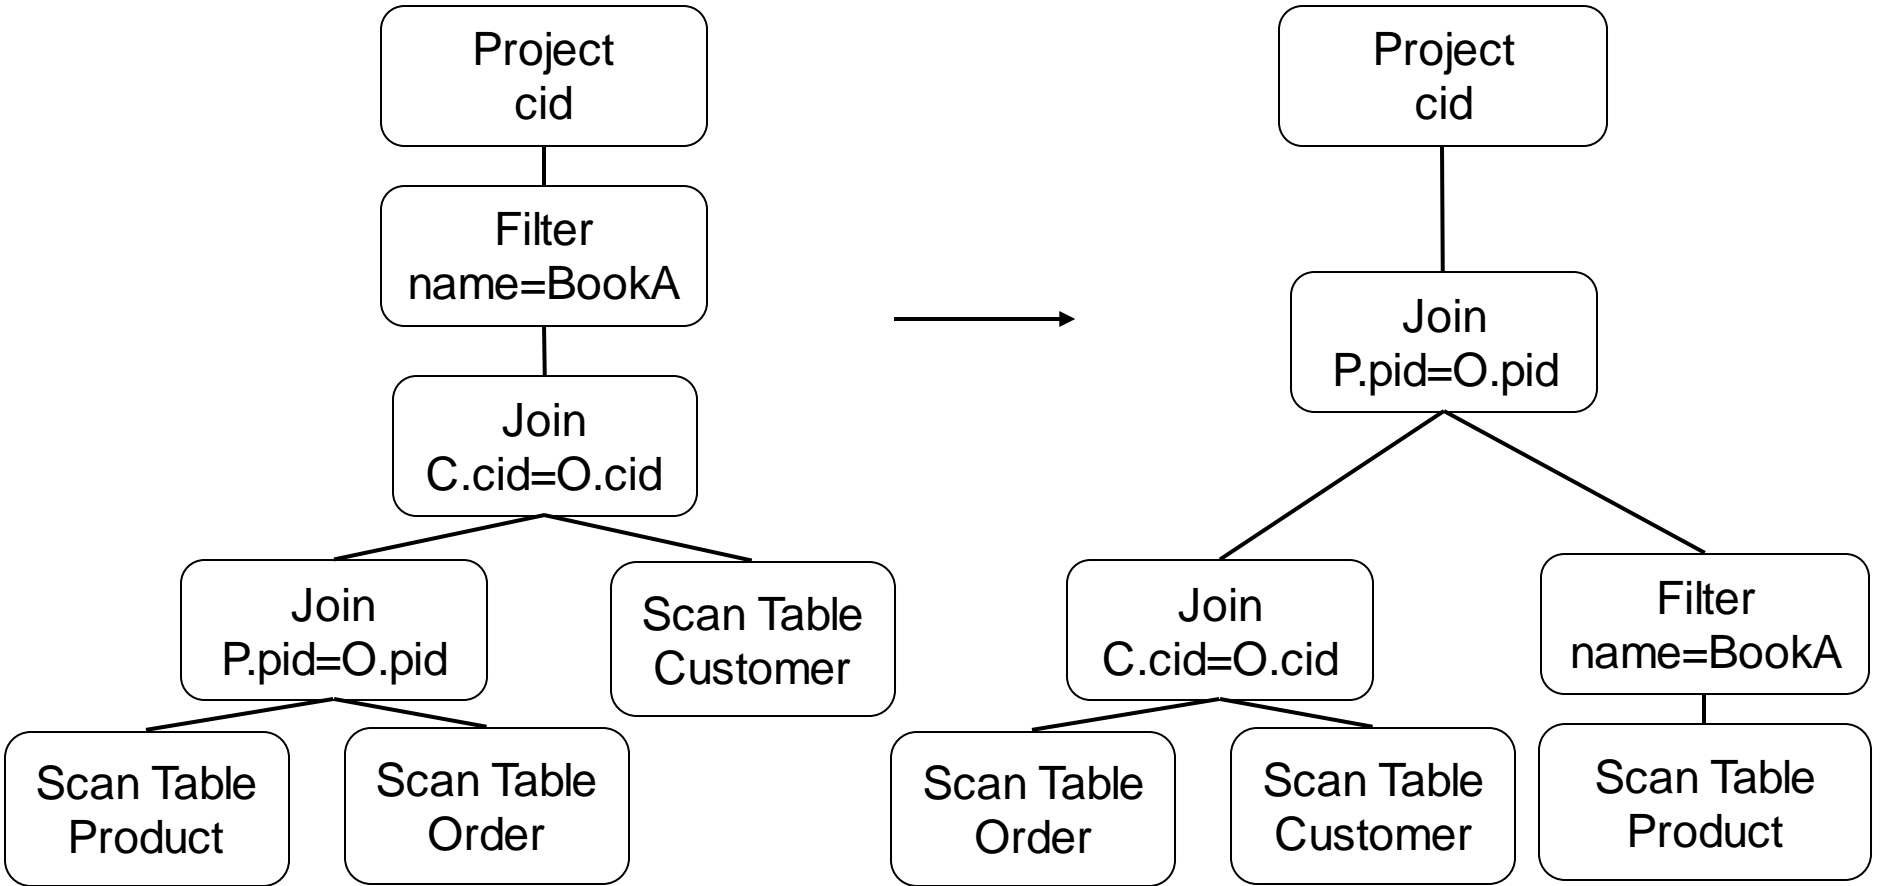 Project
cid
Filter
name=BookA
Join
C.cid=O.cid
Join
P.pid=O.pid
Scan Table
Customer
Scan Table
Product
Scan Table
Order
Project
cid
Join
P.pid=O.pid
Join
C.cid=O.cid
Filter
name=BookA
Scan Table
Order
Scan Table
Customer
Scan Table
Product